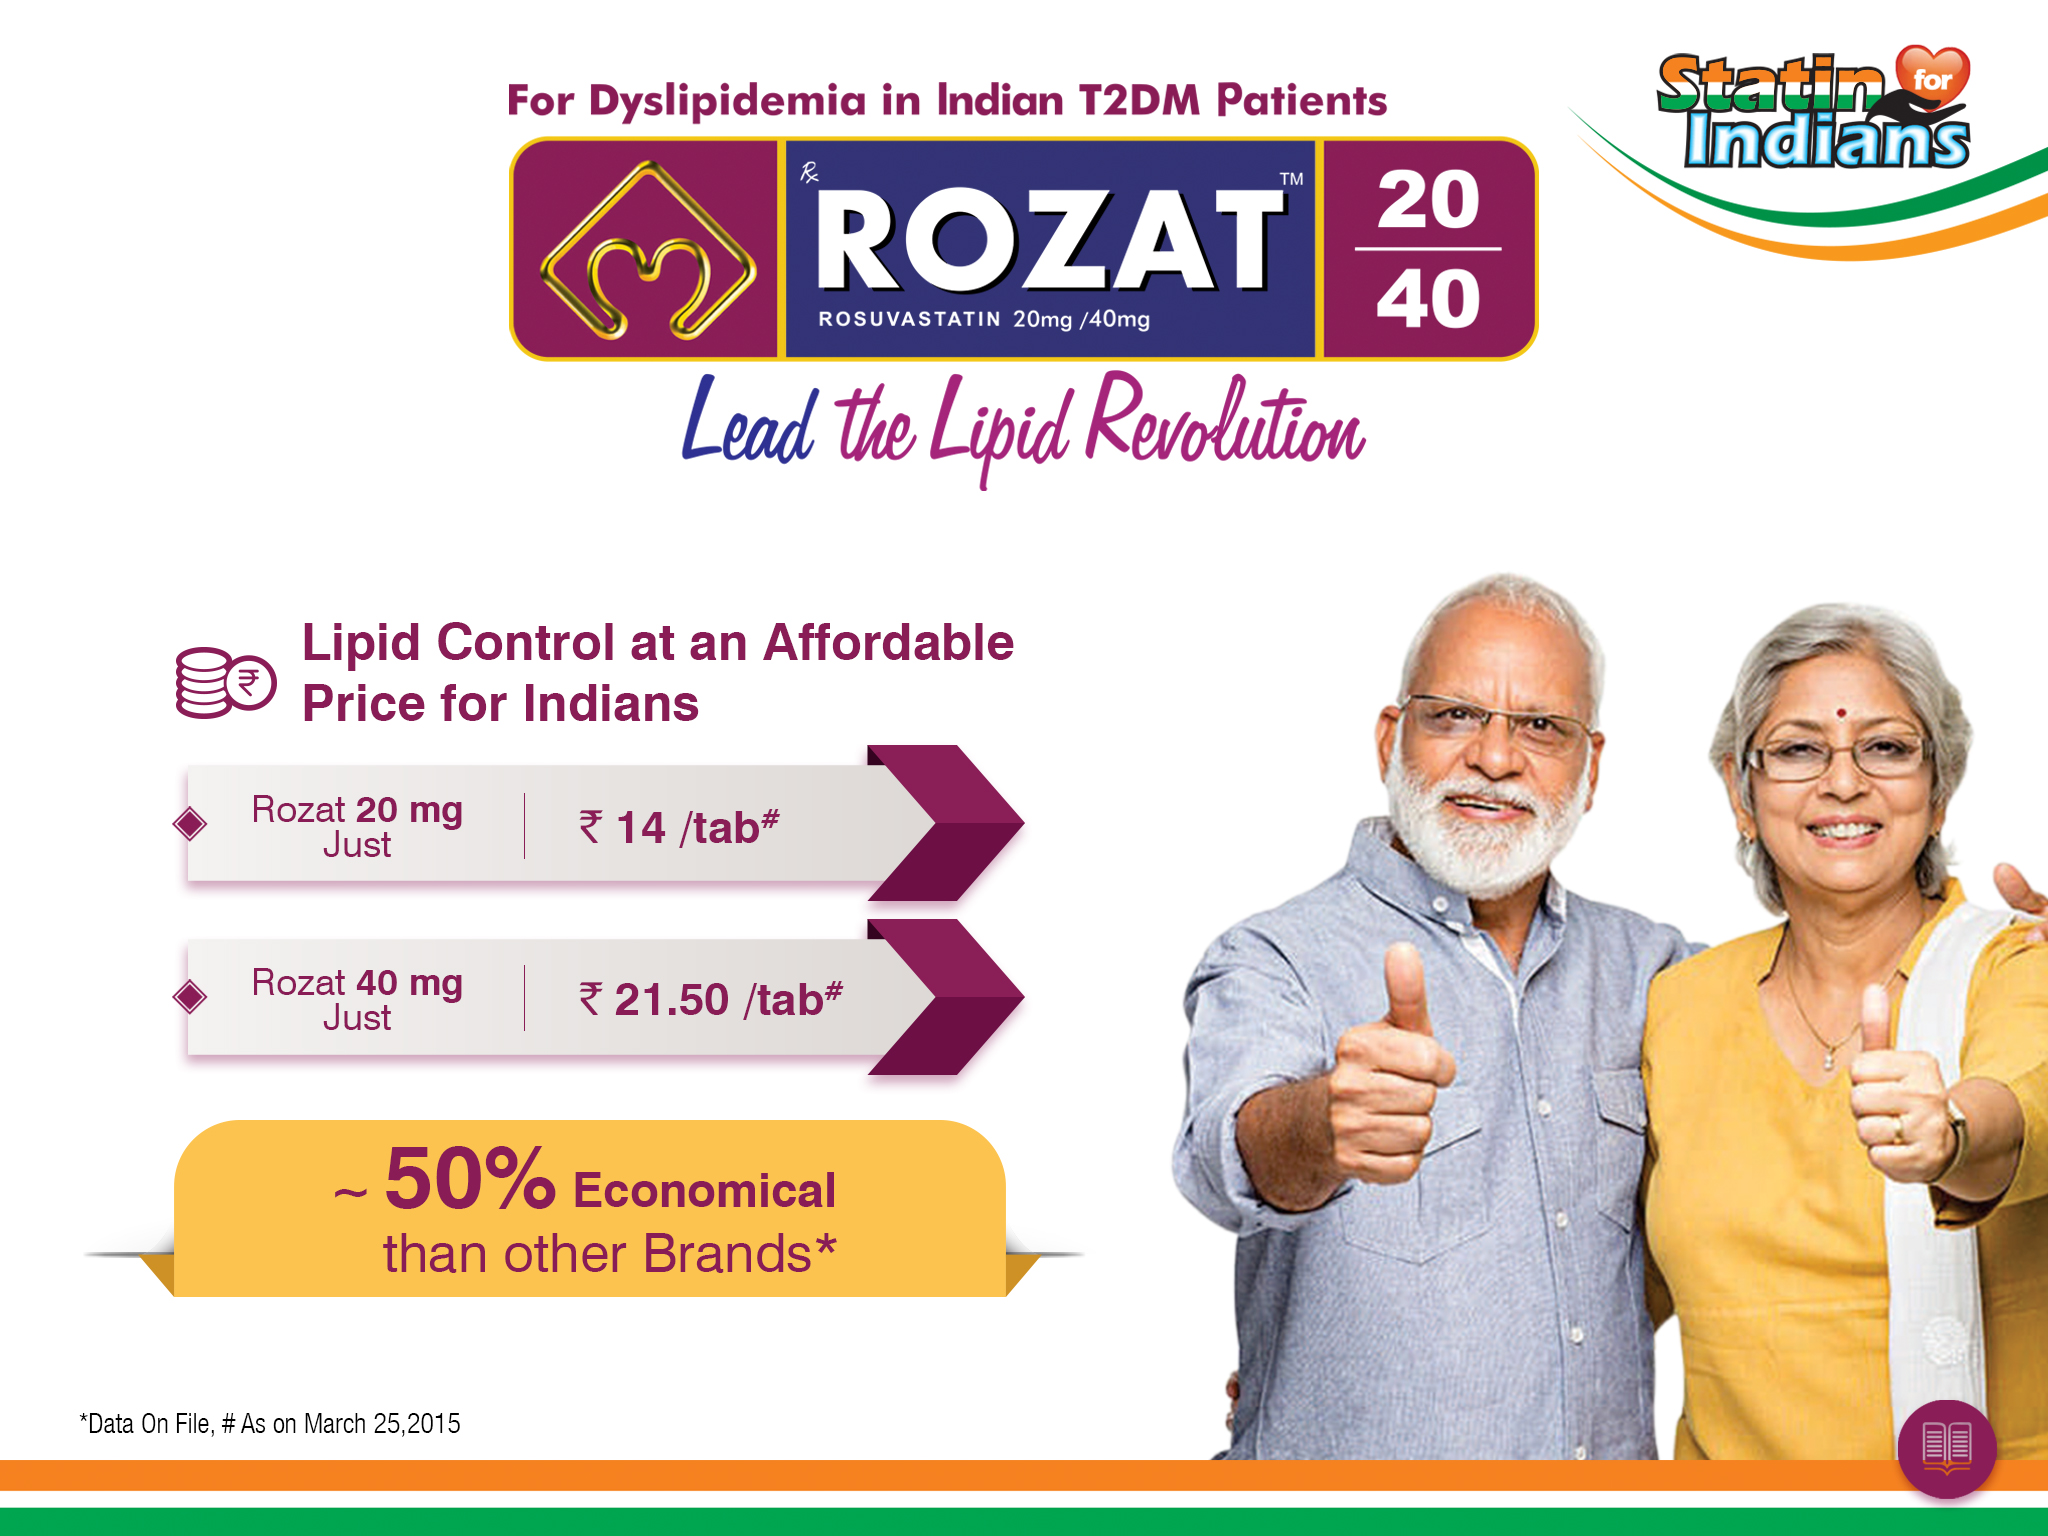 Statin for
Indians
For Dyslipidemia in Indian T2DM Patients
Rx
ROZAT™
ROSUVASTATIN 20mg /40mg
20
40
Lead the Lipid Revolution
Lipid Control at an Affordable
Price for Indians
Rozat 20 mg
Just
₹ 14 /tab#
Rozat 40 mg
Just
₹ 21.50 /tab#
~ 50% Economical
than other Brands*
*Data On File, # As on March 25,2015